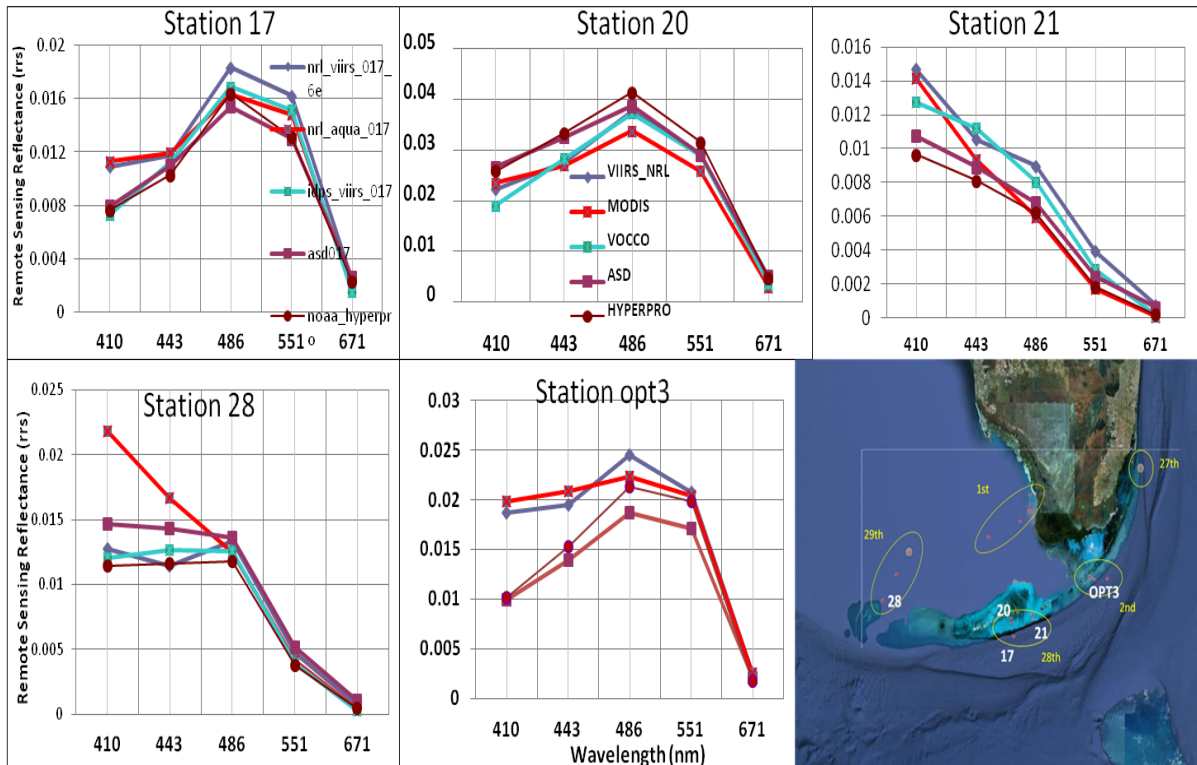 Station 17
Remote Sensing Reflectance (rrs)
0.02
0.016
0.012
0.008
0.004
0
nrl_viirs_017_
6e
nrl_aqua_017
idps_viirs_017
asd017
noaa_hyperpr
o
410 443 486 551 671
Station 20
0.05
0.04
0.03
0.02
0.01
0
VIIRS_NRL
MODIS
VOCCO
ASD
HYPERPRO
410 443 486 551 671
Station 21
0.016
0.014
0.012
0.01
0.008
0.006
0.004
0.002
0
410 443 486 551 671
Station 28
Remote Sensing Reflectance (rrs)
0.025
0.02
0.015
0.01
0.005
0
410 443 486 551 671
Station opt3
0.03
0.025
0.02
0.015
0.01
0.005
0
410 443 486 551 671
Wavelength (nm)
27th
1st
29th
28
20
21
17
28th
OPT3
2nd